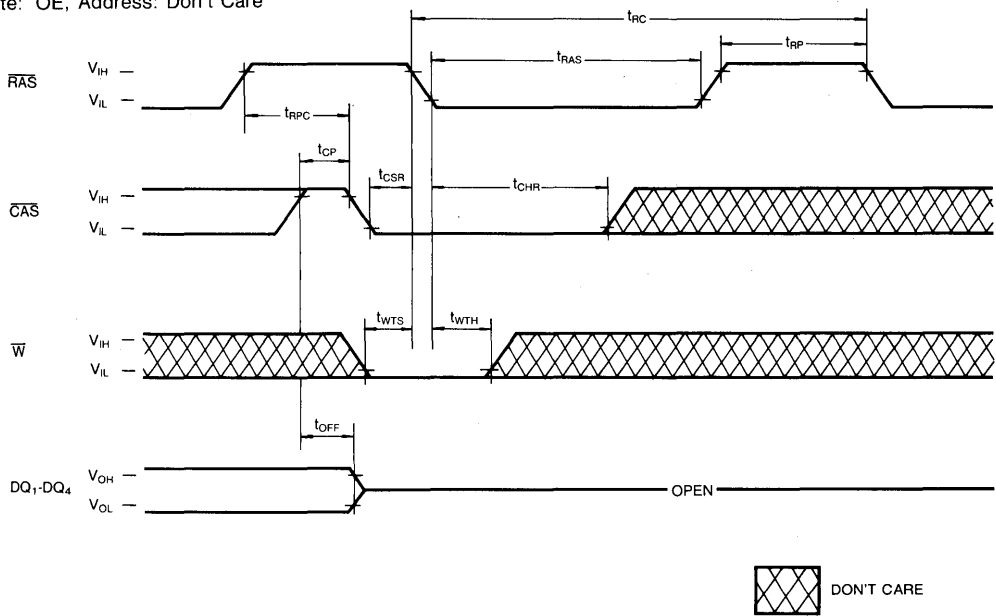 te: OE, Address: Don't Care
tRC
tRAS
tRP
RAS
VIH
VIL
tRPC
tCP
tCSR
tCHR
CAS
VIH
VIL
tWTS
tWTH
W
VIH
VIL
tOFF
DQ1-DQ4
VOH
VOL
OPEN
DON'T CARE